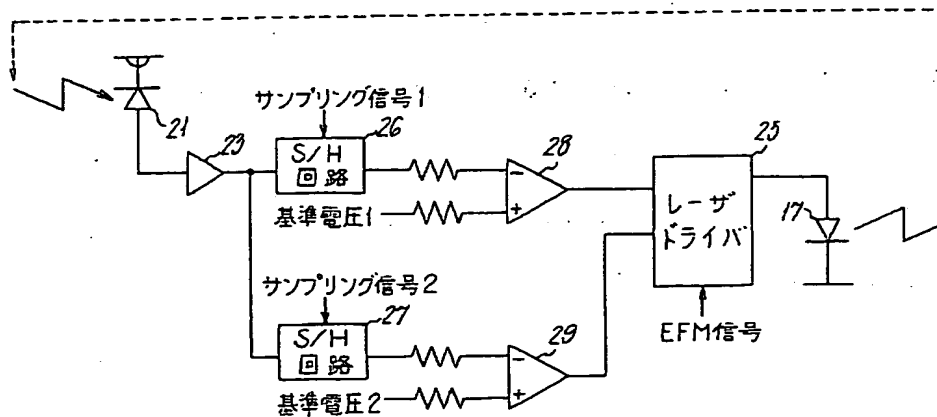 サンプリング信号1
26
S/H
回路
21
23
28
基準電圧1
25
レーザ
ドライバ
17
サンプリング信号2
27
S/H
回路
29
基準電圧2
EFM信号